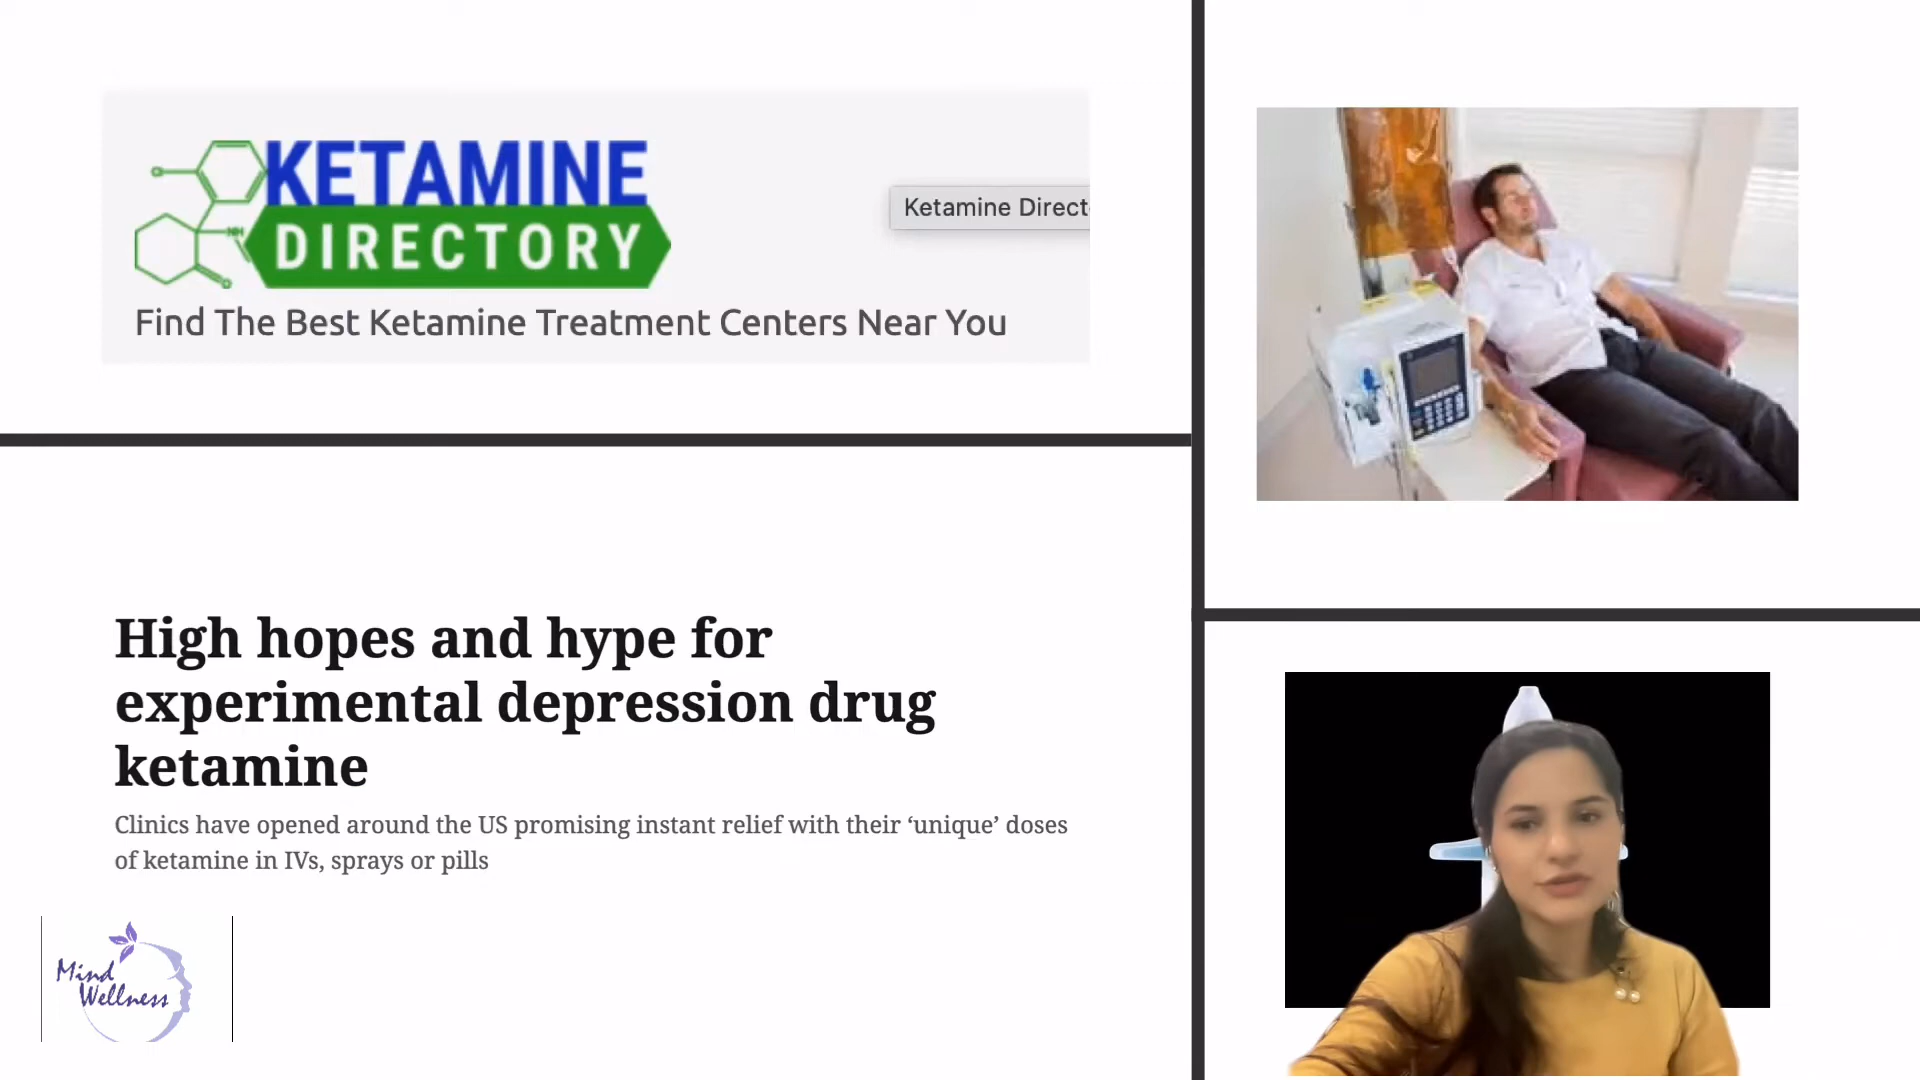 KETAMINE
NH
DIRECTORY
Find The Best Ketamine Treatment Centers Near You
Ketamine Direct
High hopes and hype for
experimental depression drug
ketamine
Clinics have opened around the US promising instant relief with their ‘unique’ doses
of ketamine in IVs, sprays or pills
Mind
Wellness